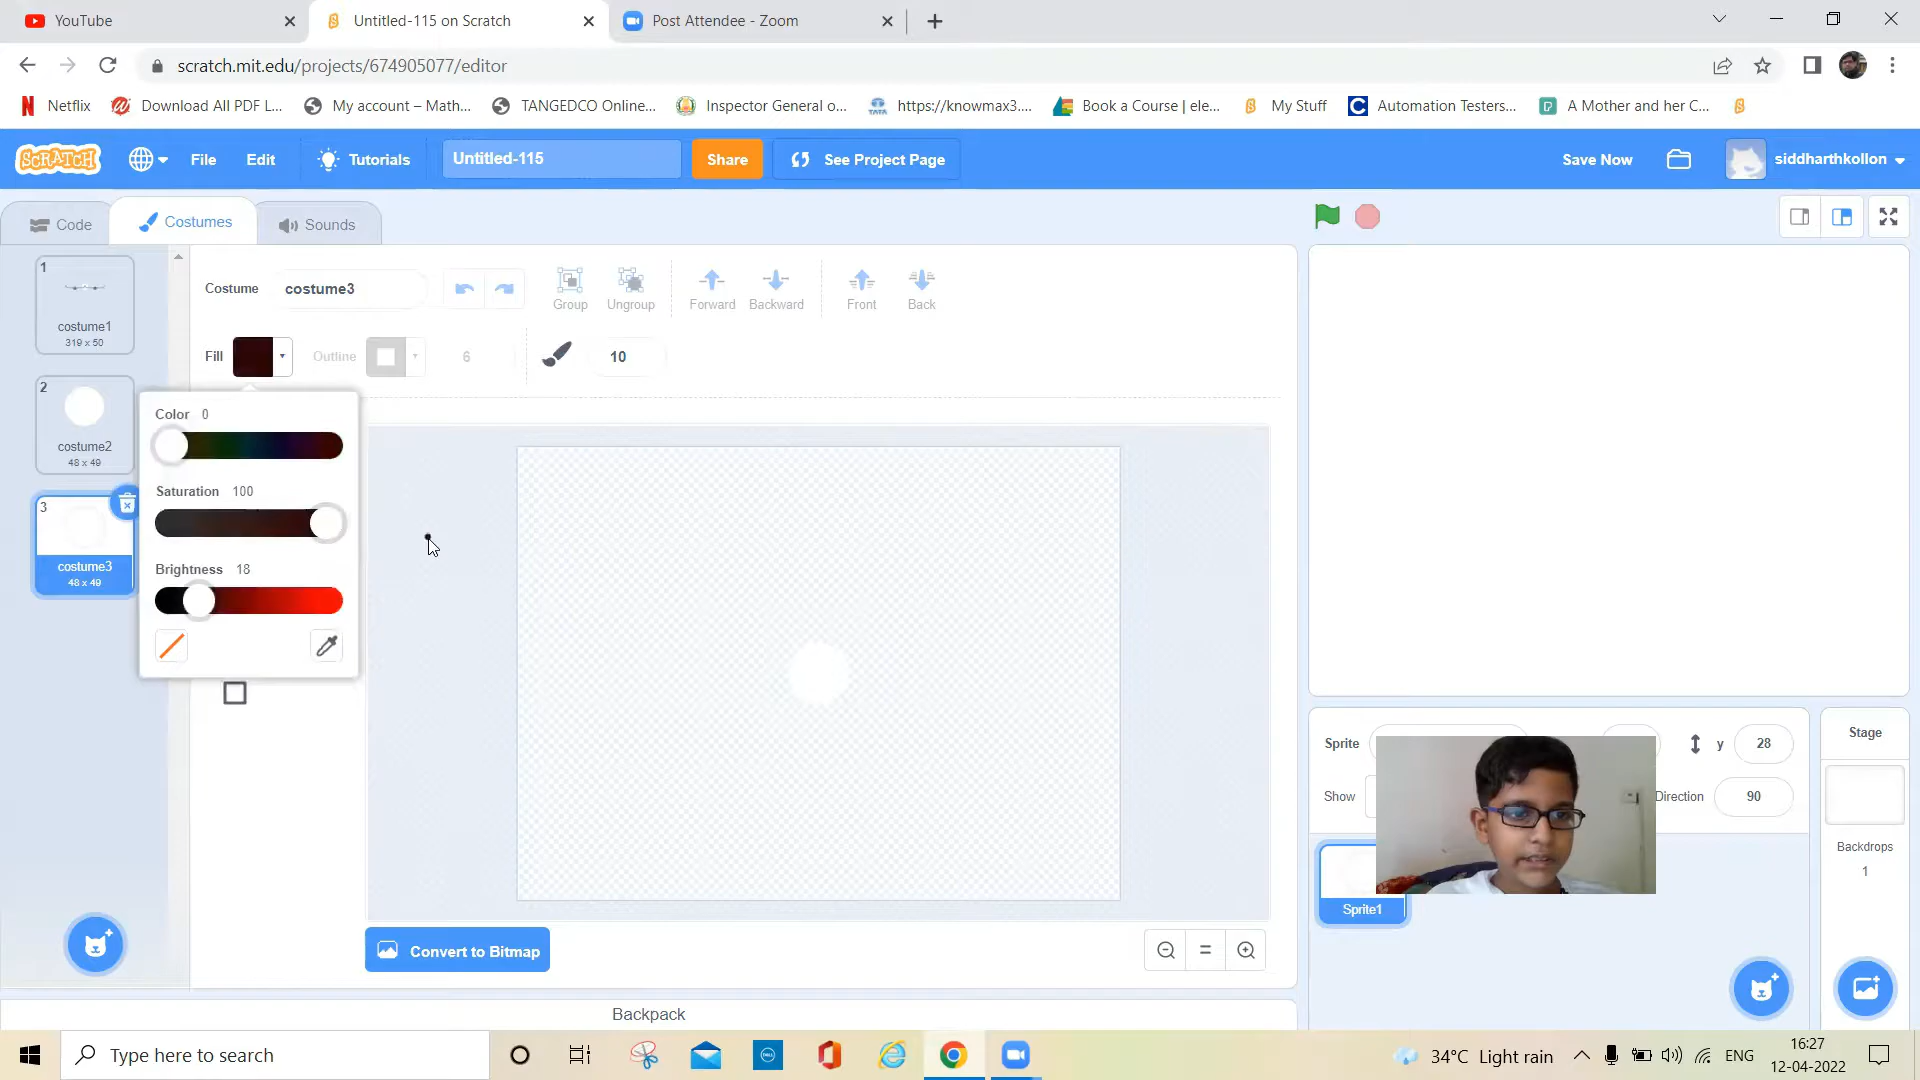 YouTube
Untitled-115 on Scratch
Post Attendee - Zoom
scratch.mit.edu/projects/674905077/editor
Netflix
Download All PDF L...
My account – Math...
TANGEDCO Online...
Inspector General o...
https://knowmax3....
Book a Course | ele...
My Stuff
Automation Testers...
A Mother and her C...
SCRATCH
File
Edit
Tutorials
Untitled-115
Share
See Project Page
Save Now
siddharthkollon
Code
Costumes
Sounds
1
costume1
319 x 50
2
costume2
48 x 49
3
costume3
48 x 49
Costume
costume3
Group
Ungroup
Forward
Backward
Front
Back
Fill
Outline
6
10
Color 0
Saturation 100
Brightness 18
Convert to Bitmap
Backpack
Sprite
y
28
Show
Direction
90
Sprite1
Stage
Backdrops
1
Type here to search
34°C Light rain
ENG
16:27
12-04-2022